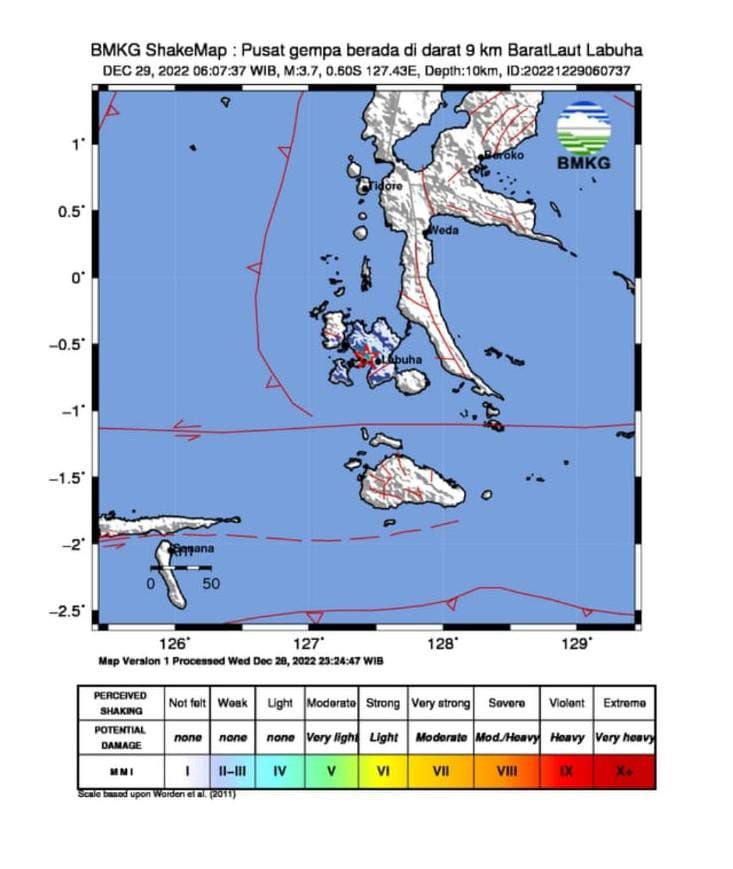 BMKG ShakeMap : Pusat gempa berada di darat 9 km BaratLaut Labuha
DEC 29, 2022 06:07:37 WIB, M:3.7, 0.60S 127.43E, Depth:10km, ID:20221229060737
BMKG
1°
0.5°
0°
-0.5°
-1°
-1.5°
-2°
-2.5°
Tidore
Weda
Labuha
0 50
126° 127° 128° 129°
Map Version 1 Processed Wed Dec 28, 2022 23:24:47 WIB
PERCEIVED SHAKING Not felt Weak Light Moderate Strong Very strong Severe Violent Extreme
POTENTIAL DAMAGE none none none Very light Light Moderate Mod./Heavy Heavy Very heavy
MMI I II-III IV V VI VII VIII IX X+
Scale based upon Worden et al. (2011)